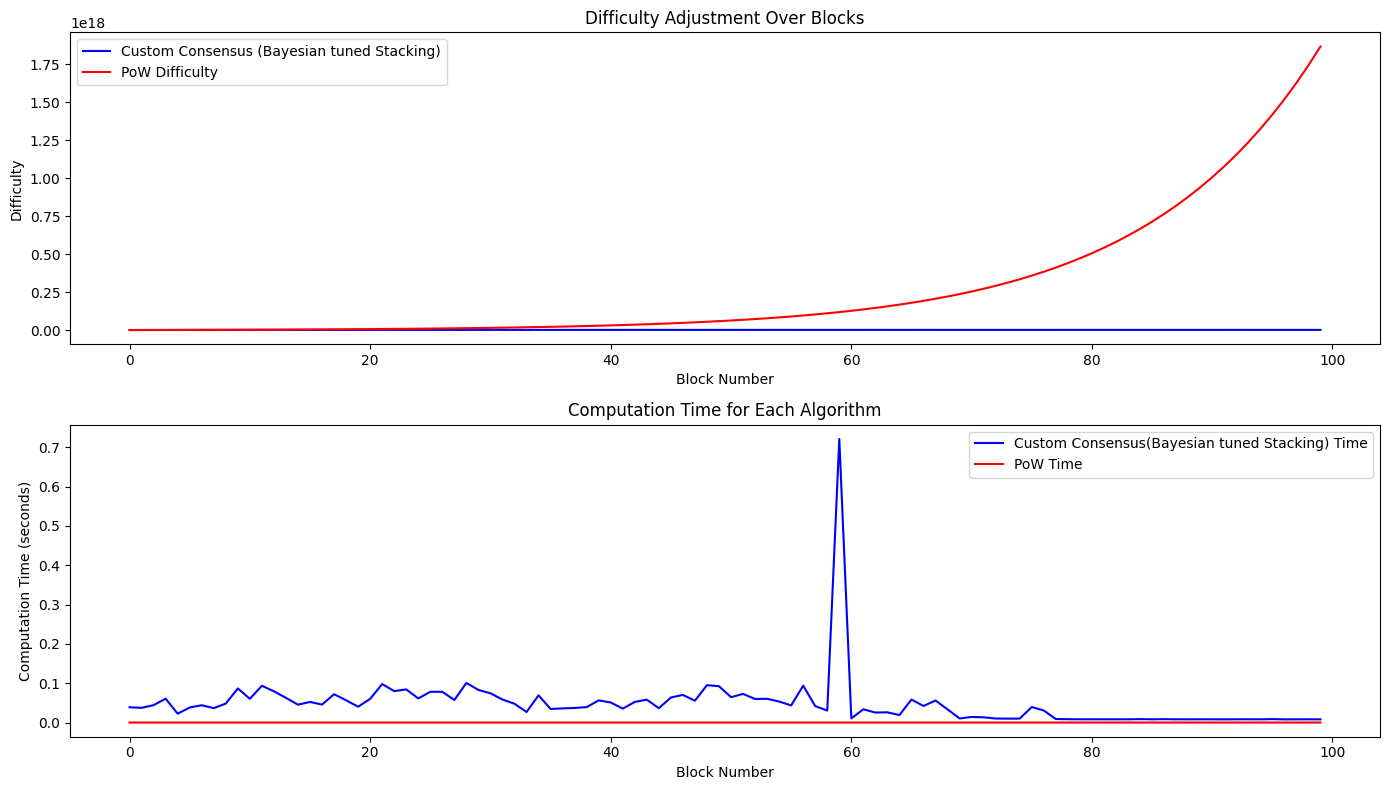 Difficulty Adjustment Over Blocks
1e18
Custom Consensus (Bayesian tuned Stacking)
PoW Difficulty
1.75
1.50
1.25
1.00
0.75
0.50
0.25
0.00
Difficulty
0 20 40 60 80 100
Block Number
Computation Time for Each Algorithm
Custom Consensus(Bayesian tuned Stacking) Time
PoW Time
0.7
0.6
0.5
0.4
0.3
0.2
0.1
0.0
Computation Time (seconds)
0 20 40 60 80 100
Block Number